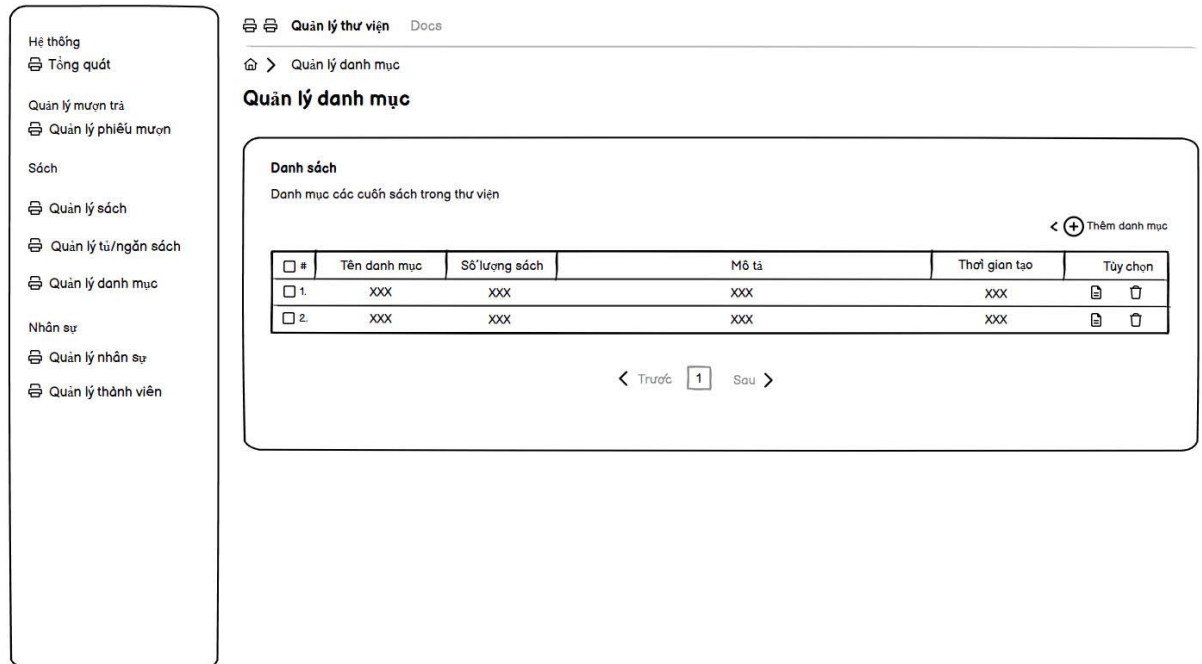 Hệ thống
Tổng quát
Quản lý mượn trả
Quản lý phiếu mượn
Sách
Quản lý sách
Quản lý tủ/ngăn sách
Quản lý danh mục
Nhân sự
Quản lý nhân sự
Quản lý thành viên
Quản lý thư viện Docs
> Quản lý danh mục
Quản lý danh mục
Danh sách
Danh mục các cuốn sách trong thư viện
< + Thêm danh mục
# Tên danh mục Số lượng sách Mô tả Thời gian tạo Tùy chọn
1. XXX XXX XXX XXX
2. XXX XXX XXX XXX
< Trước 1 Sau >